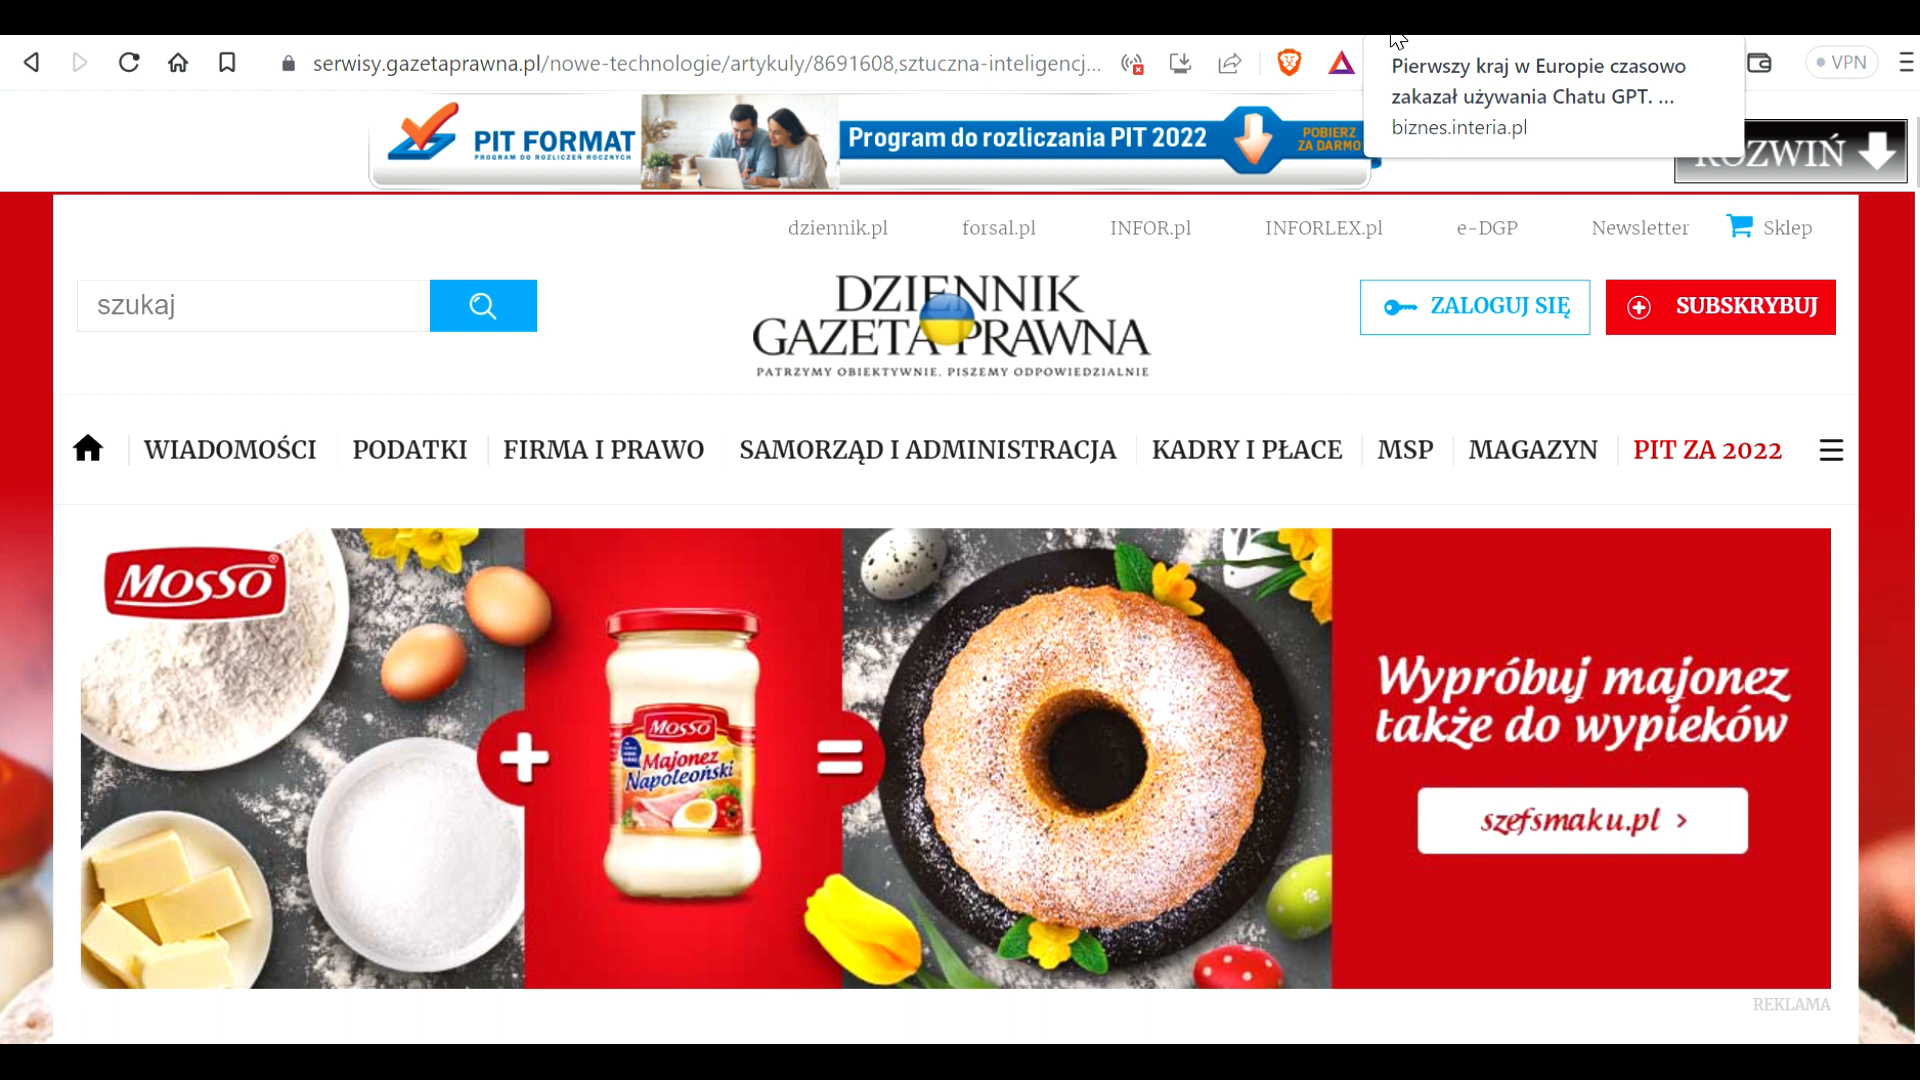 serwisy.gazetaprawna.pl/nowe-technologie/artykuly/8691608,sztuczna-inteligencj...
VPN
Pierwszy kraj w Europie czasowo
zakazał używania Chatu GPT. ...
biznes.interia.pl
PIT FORMAT
PROGRAM DO ROZLICZEŃ ROCZNYCH
Program do rozliczania PIT 2022
POBIERZ
ZA DARMO
ROZWIŃ
dziennik.pl forsal.pl INFOR.pl INFORLEX.pl e-DGP Newsletter Sklep
szukaj
DZIENNIK
GAZETA PRAWNA
PATRZYMY OBIEKTYWNIE. PISZEMY ODPOWIEDZIALNIE
ZALOGUJ SIĘ
SUBSKRYBUJ
WIADOMOŚCI PODATKI FIRMA I PRAWO SAMORZĄD I ADMINISTRACJA KADRY I PŁACE MSP MAGAZYN PIT ZA 2022
MOSSO®
+
MOSSO
Majonez
Napoleoński
=
Wypróbuj majonez
także do wypieków
szefsmaku.pl >
REKLAMA